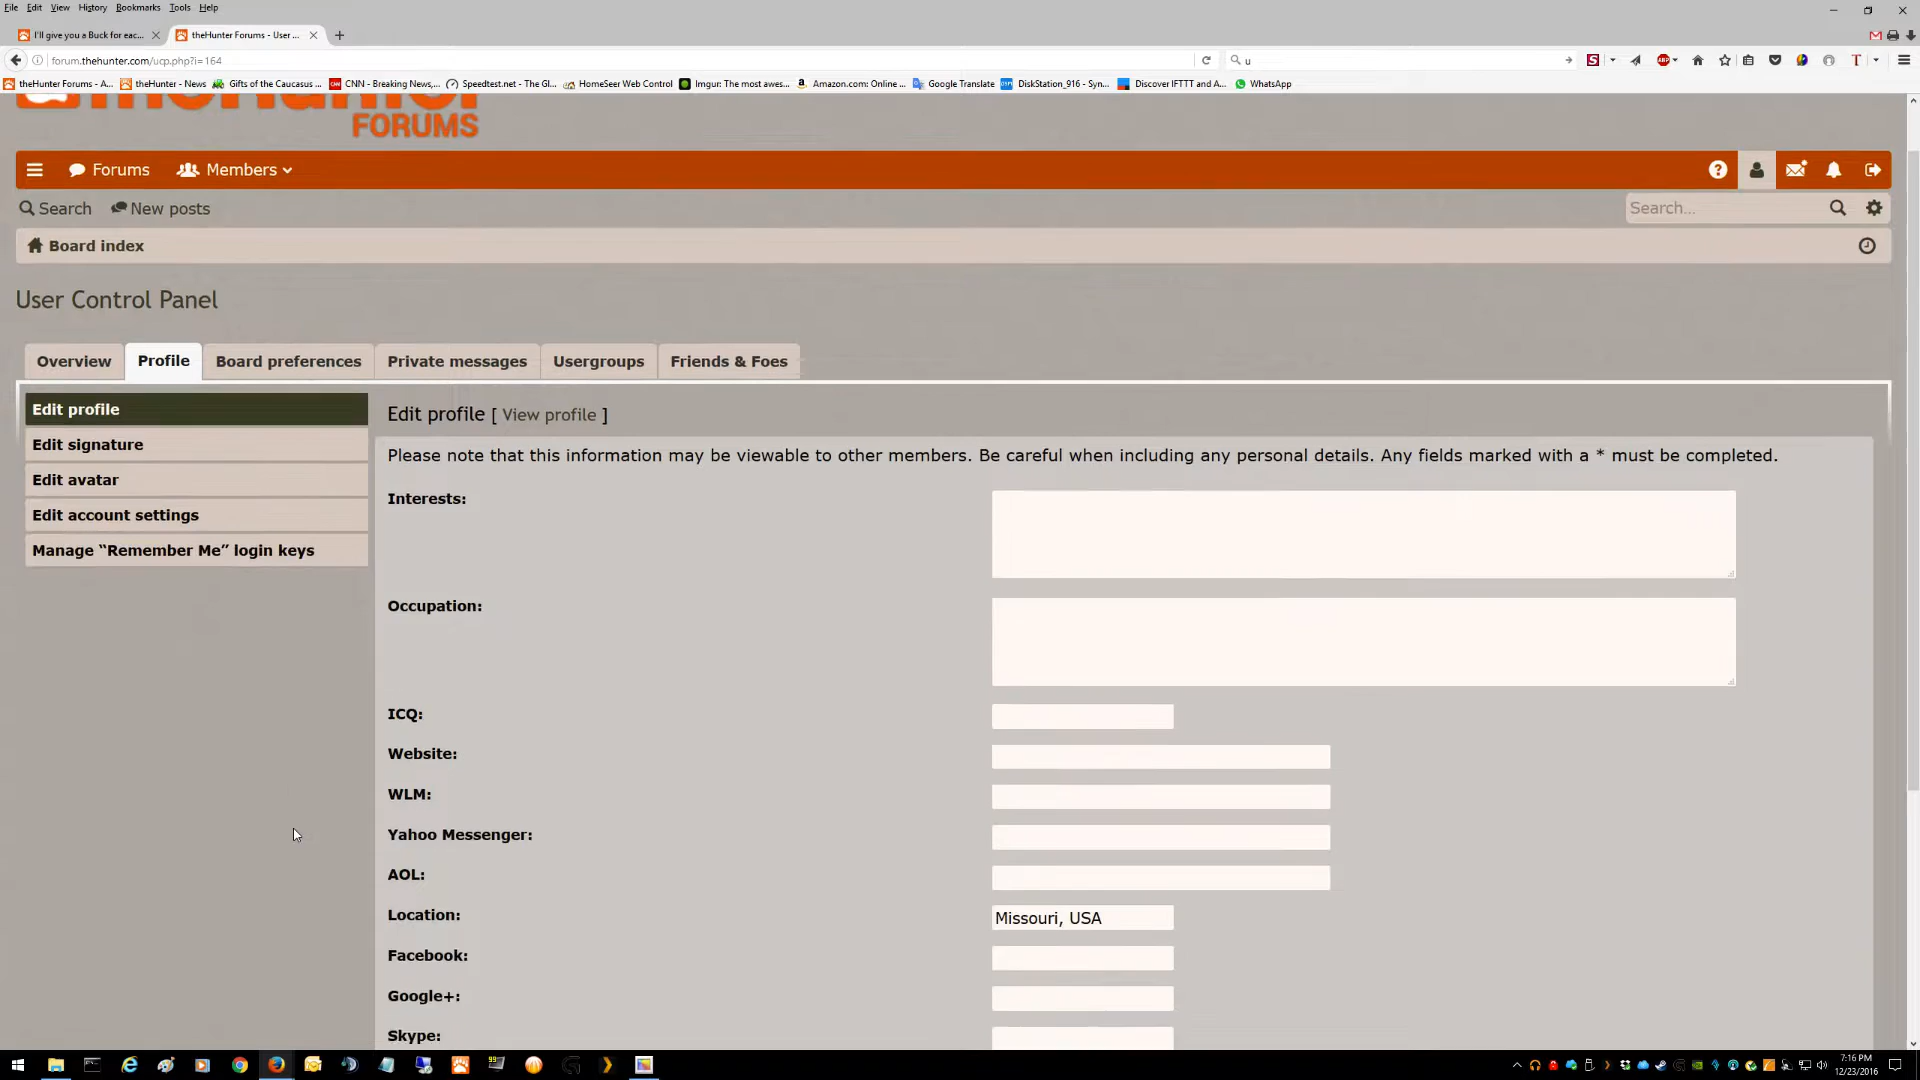 File Edit View History Bookmarks Tools Help
I'll give you a Buck for eac... theHunter Forums - User ...
forum.thehunter.com/ucp.php?i=164 u
theHunter Forums - A... theHunter - News Gifts of the Caucasus ... CNN - Breaking News,... Speedtest.net - The Gl... HomeSeer Web Control Imgur: The most awes... Amazon.com: Online ... Google Translate DiskStation_916 - Syn... Discover IFTTT and A... WhatsApp
FORUMS
Forums Members
Search New posts Search...
Board index
User Control Panel
Overview Profile Board preferences Private messages Usergroups Friends & Foes
Edit profile
Edit signature
Edit avatar
Edit account settings
Manage “Remember Me” login keys
Edit profile [ View profile ]
Please note that this information may be viewable to other members. Be careful when including any personal details. Any fields marked with a * must be completed.
Interests:
Occupation:
ICQ:
Website:
WLM:
Yahoo Messenger:
AOL:
Location: Missouri, USA
Facebook:
Google+:
Skype:
7:16 PM
12/23/2016